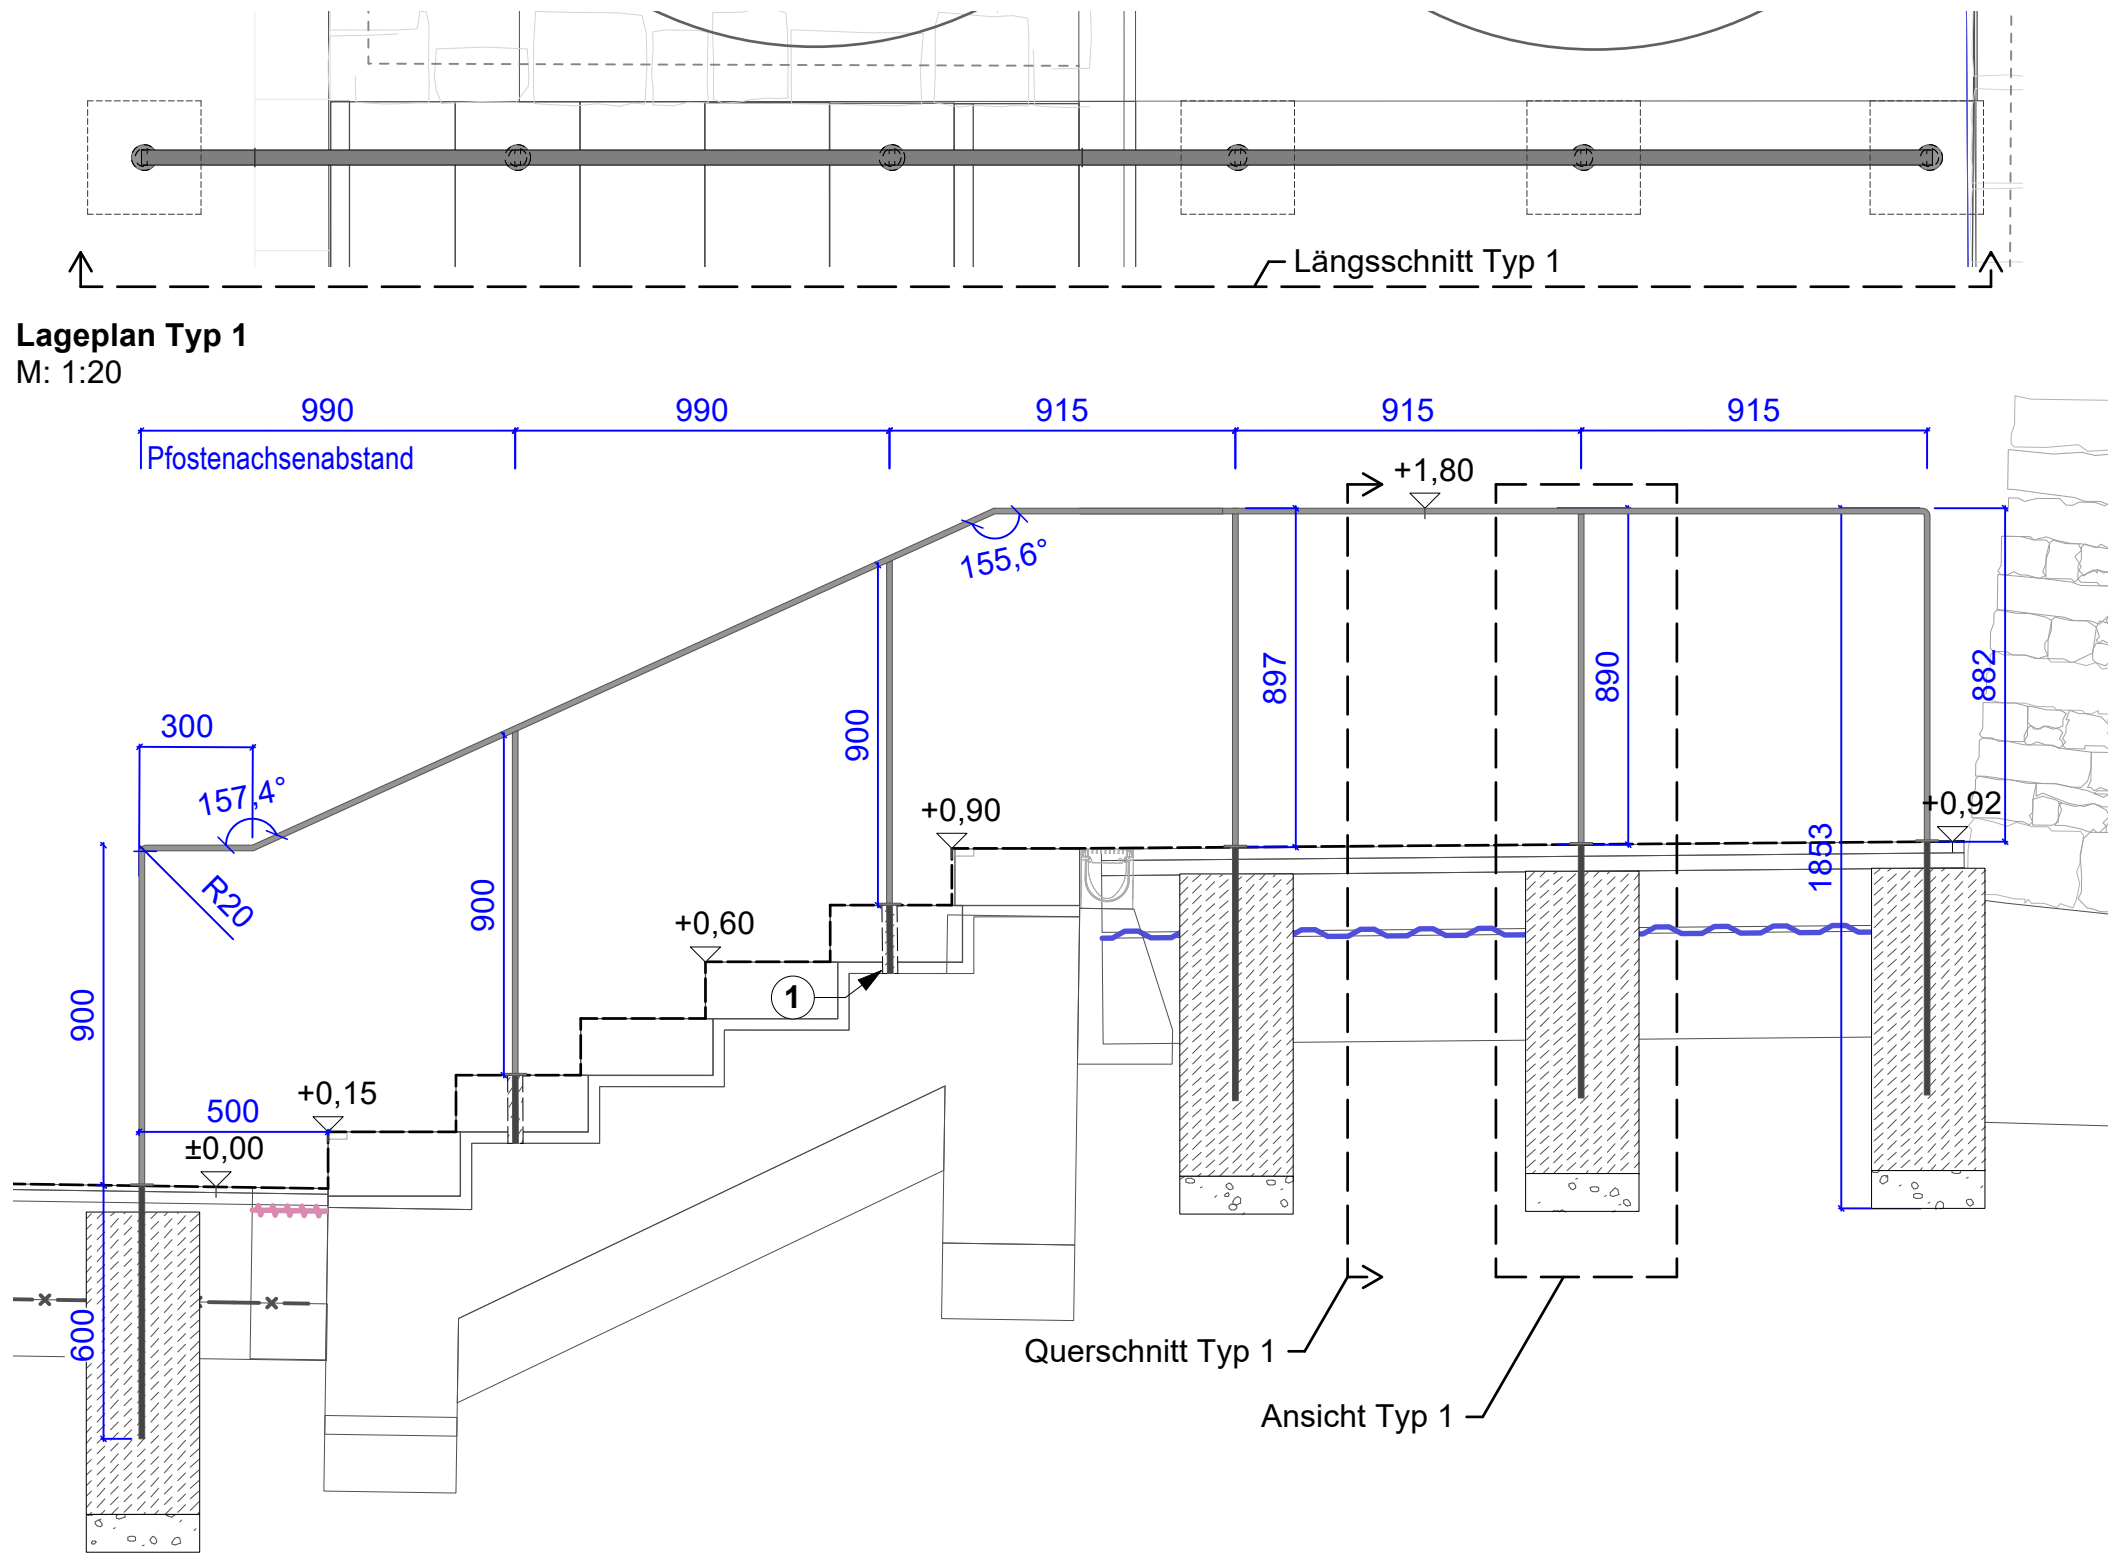 Längsschnitt Typ 1
Lageplan Typ 1
M: 1:20
990 990 915 915 915
Pfostenachsenabstand
+1,80
155,6°
897
890
882
900
300
157,4°
+0,90
+0,92
1853
R20
900
+0,60
1
900
+0,15
500
±0,00
600
Querschnitt Typ 1
Ansicht Typ 1